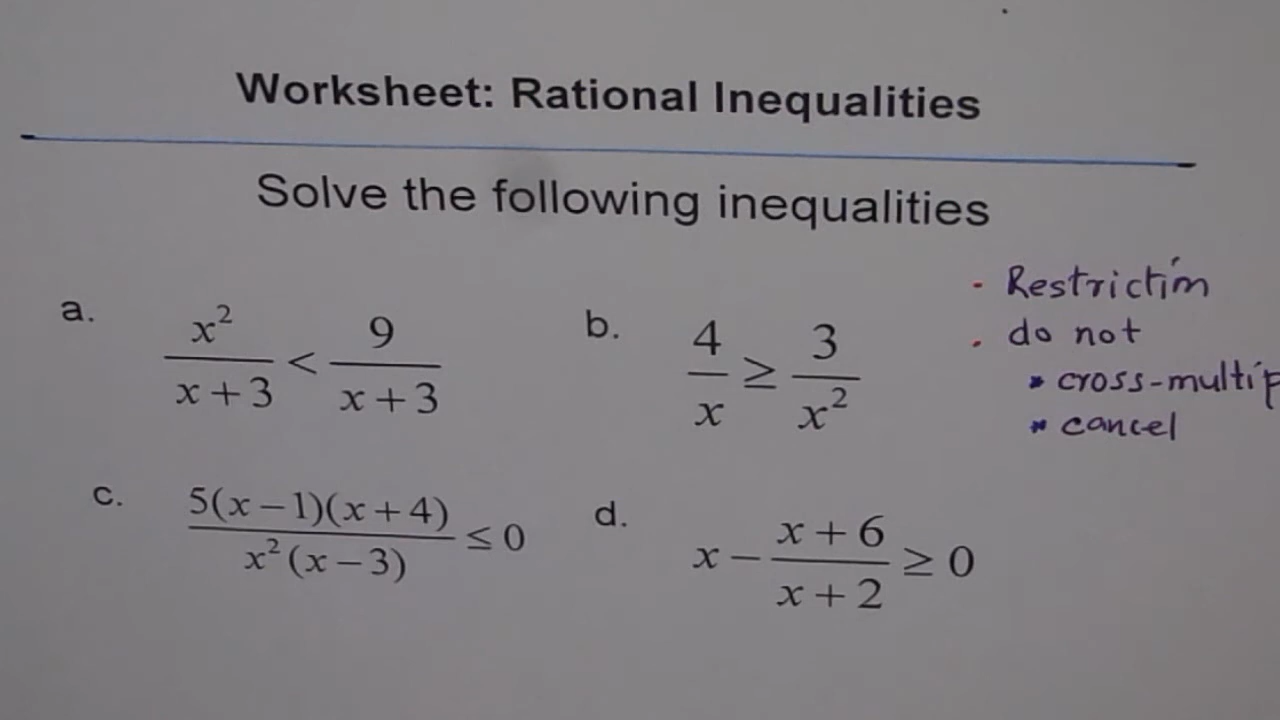 Worksheet: Rational Inequalities
Solve the following inequalities
a. x²/(x+3) < 9/(x+3)
b. 4/x ≥ 3/x²
· Restriction
· do not
* cross-multip
* cancel
c. 5(x−1)(x+4)/(x²(x−3)) ≤ 0
d. x − (x+6)/(x+2) ≥ 0